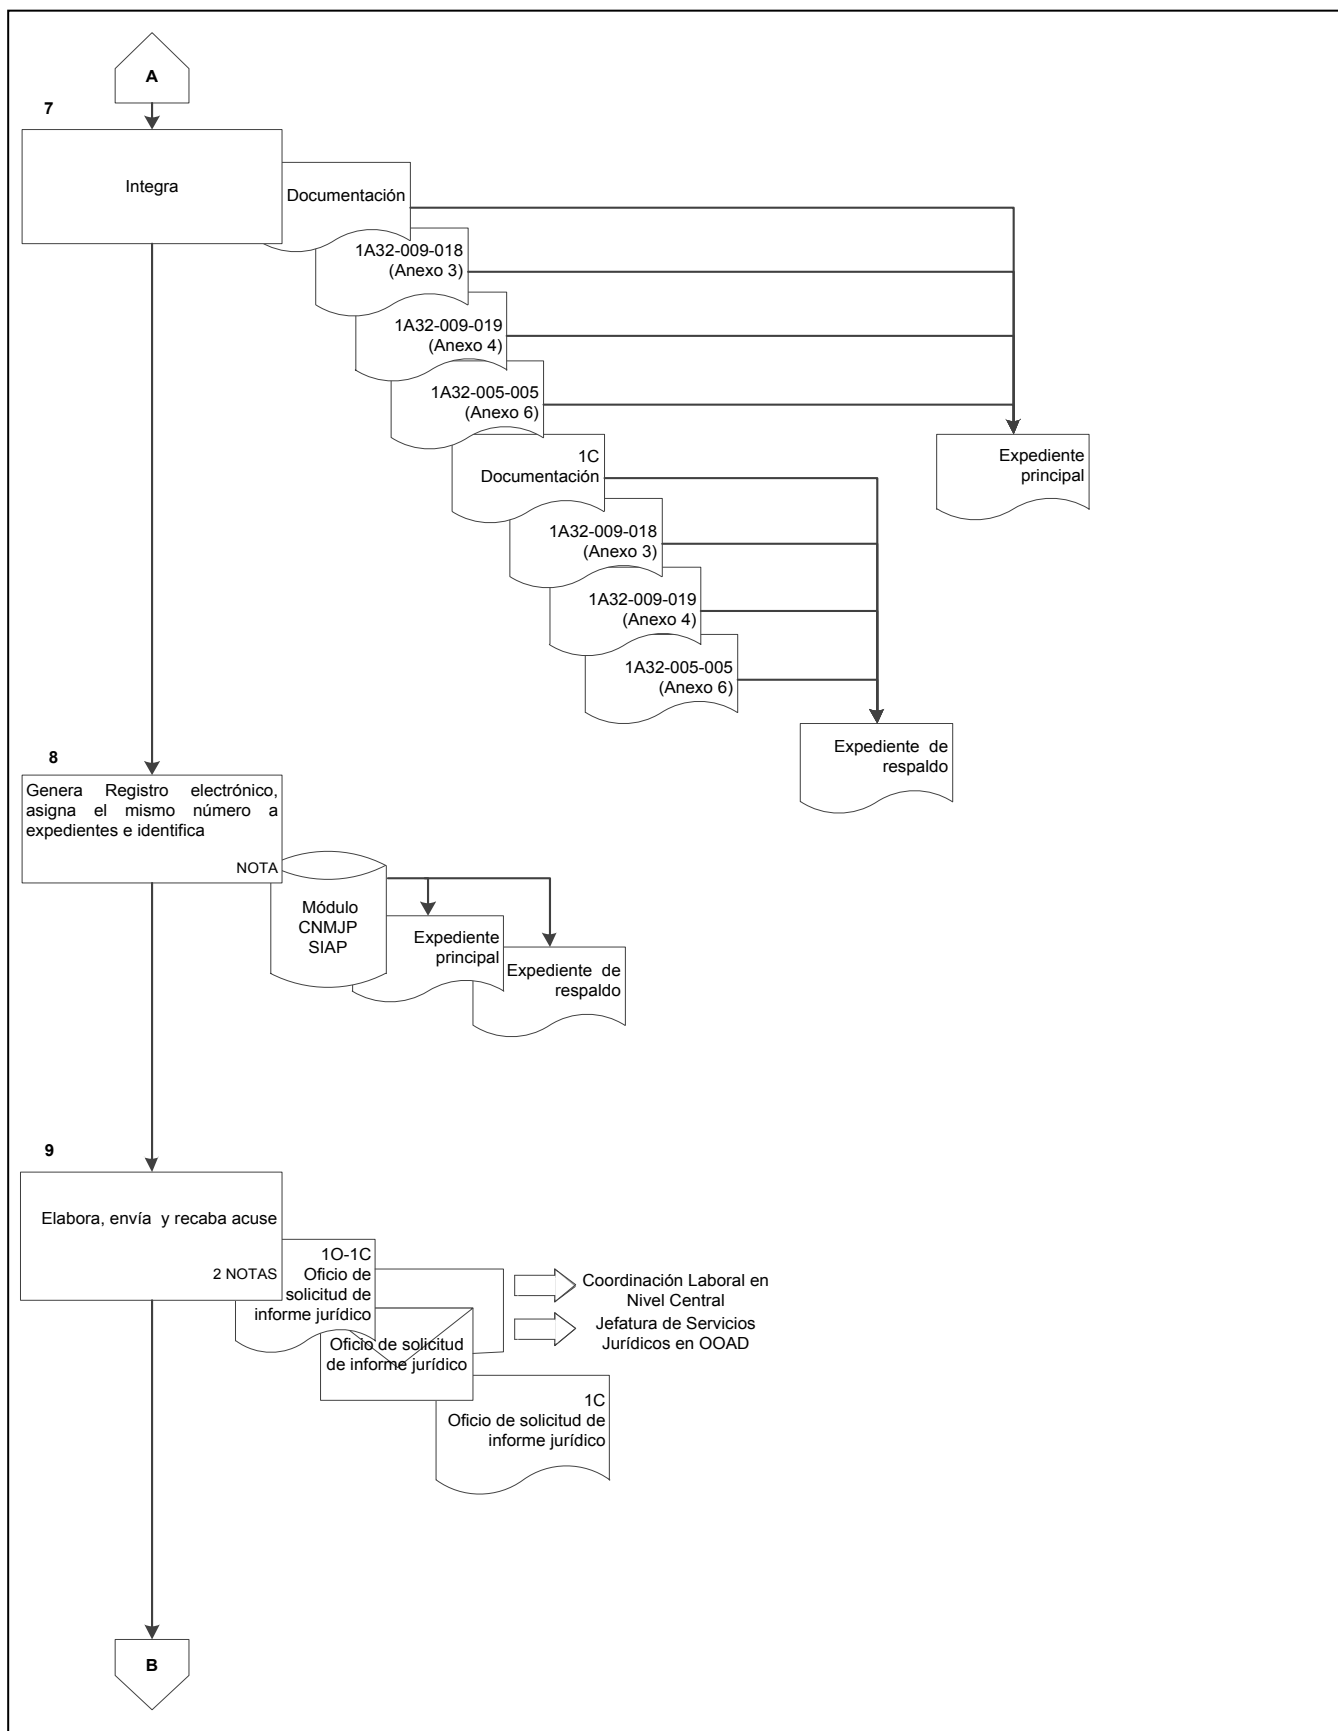 A
7
Integra
Documentación
1A32-009-018
(Anexo 3)
1A32-009-019
(Anexo 4)
1A32-005-005
(Anexo 6)
Expediente
principal
1C
Documentación
1A32-009-018
(Anexo 3)
1A32-009-019
(Anexo 4)
1A32-005-005
(Anexo 6)
Expediente de
respaldo
8
Genera Registro electrónico,
asigna el mismo número a
expedientes e identifica
NOTA
Módulo
CNMJP
SIAP
Expediente
principal
Expediente de
respaldo
9
Elabora, envía y recaba acuse
2 NOTAS
1O-1C
Oficio de
solicitud de
informe jurídico
Coordinación Laboral en
Nivel Central
Jefatura de Servicios
Jurídicos en OOAD
Oficio de solicitud
de informe jurídico
1C
Oficio de solicitud de
informe jurídico
B